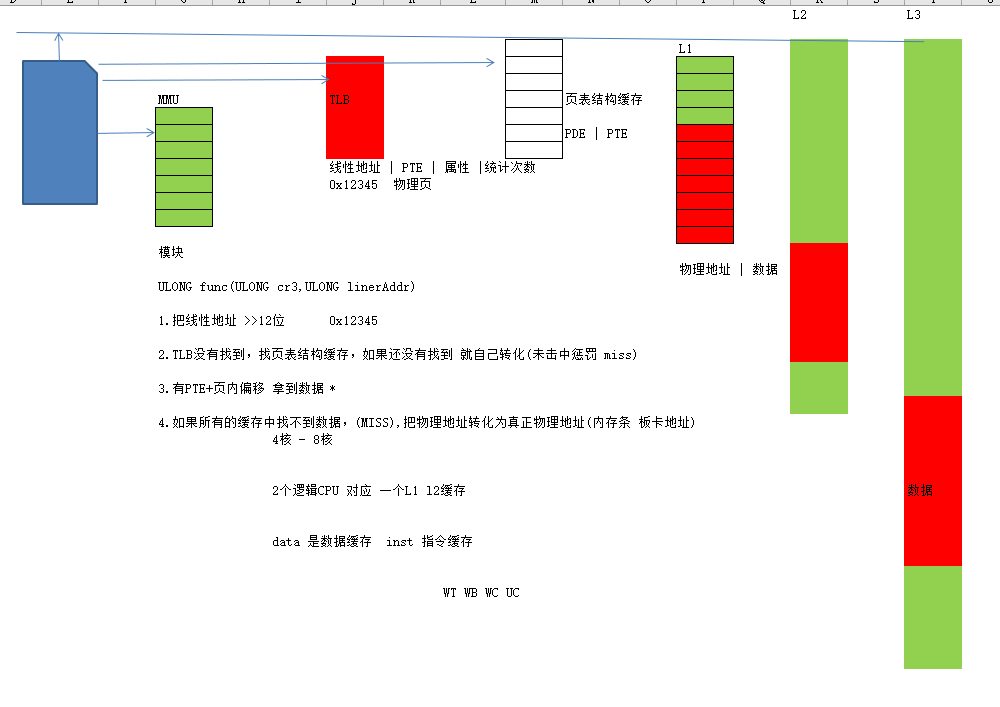 L2
L3
L1
MMU
TLB
页表结构缓存
PDE | PTE
线性地址 | PTE | 属性 |统计次数
0x12345 物理页
模块
物理地址 | 数据
ULONG func(ULONG cr3,ULONG linerAddr)
1.把线性地址 >>12位 0x12345
2.TLB没有找到，找页表结构缓存，如果还没有找到 就自己转化(未击中惩罚 miss)
3.有PTE+页内偏移 拿到数据 *
4.如果所有的缓存中找不到数据，(MISS),把物理地址转化为真正物理地址(内存条 板卡地址)
4核 - 8核
2个逻辑CPU 对应 一个L1 l2缓存
数据
data 是数据缓存 inst 指令缓存
WT WB WC UC